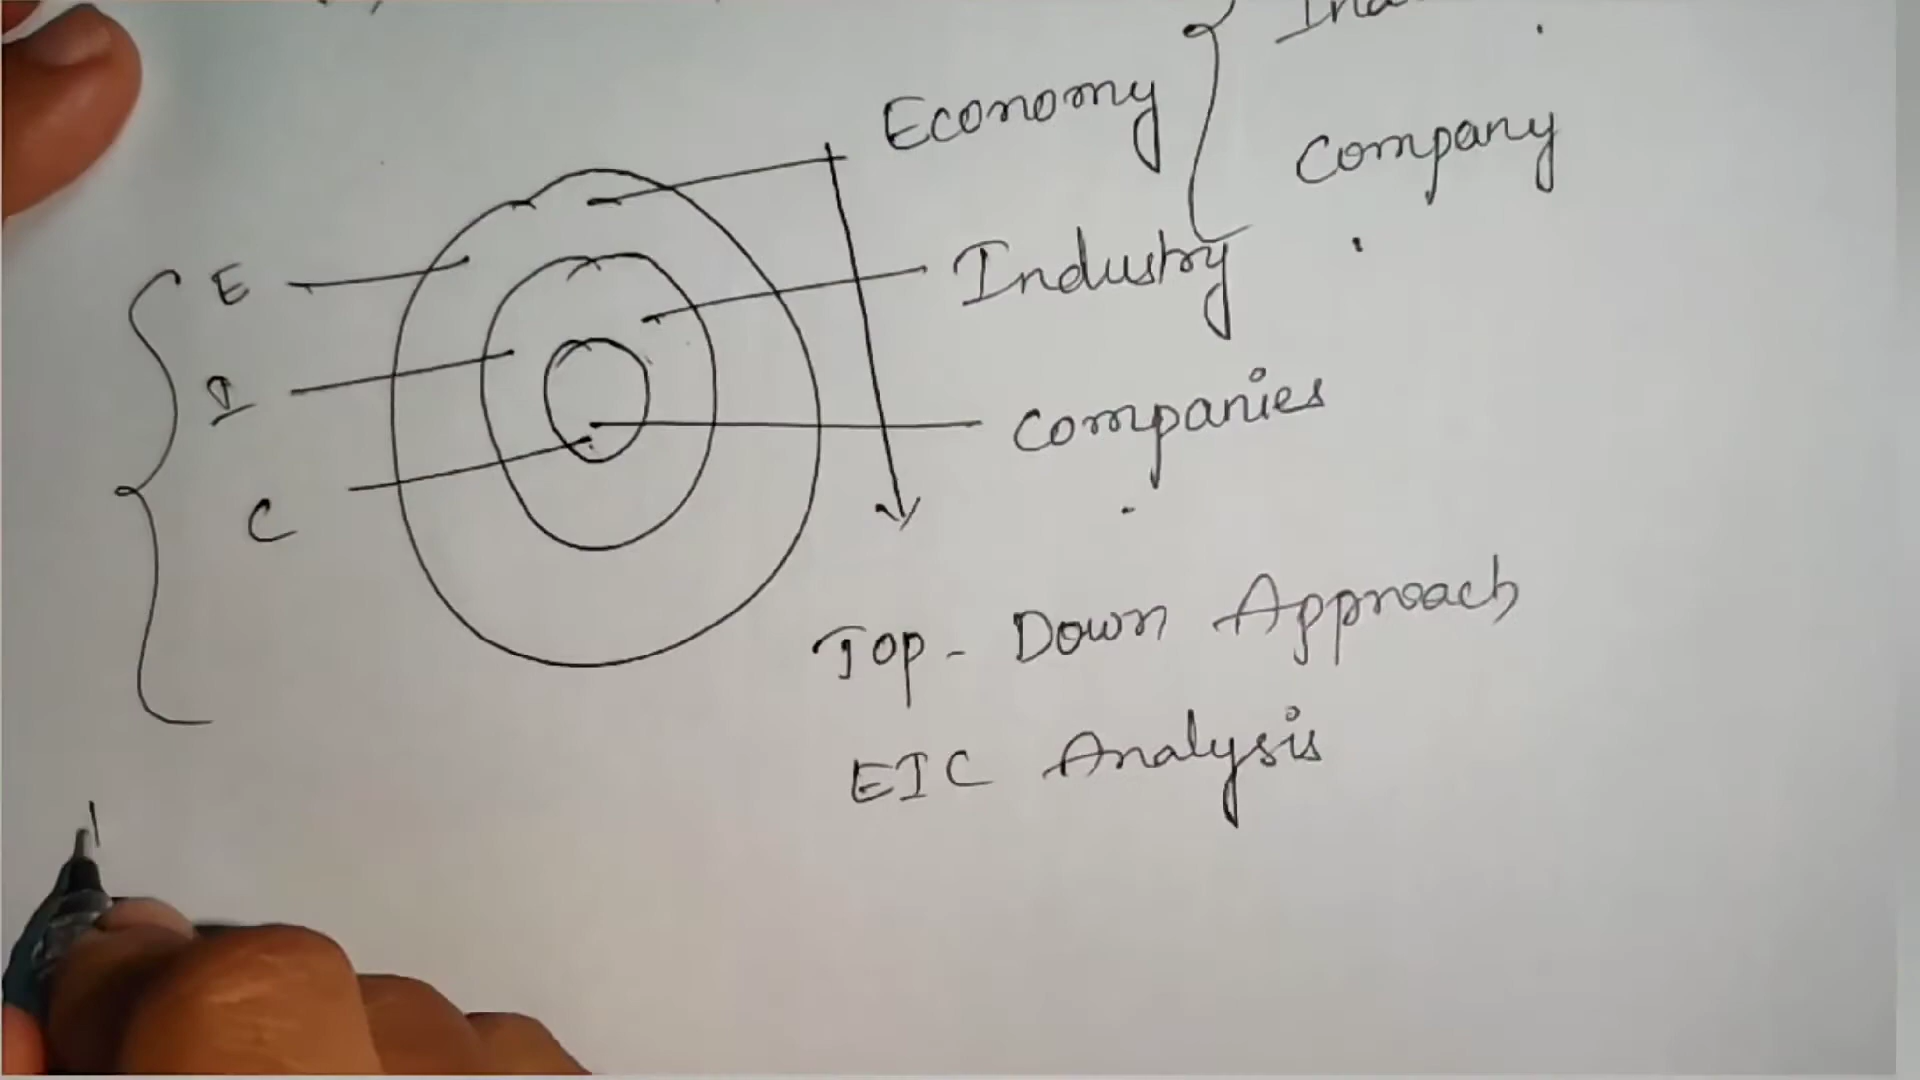 Economy
Company
E
Industry
I
Companies
C
Top-Down Approach
EIC Analysis